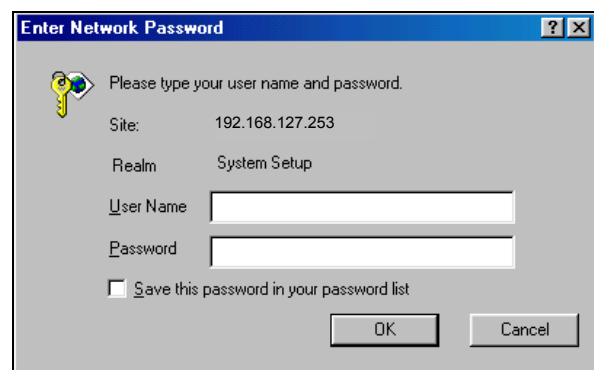 Enter Network Password
Please type your user name and password.
Site: 192.168.127.253
Realm System Setup
User Name
Password
Save this password in your password list
OK Cancel